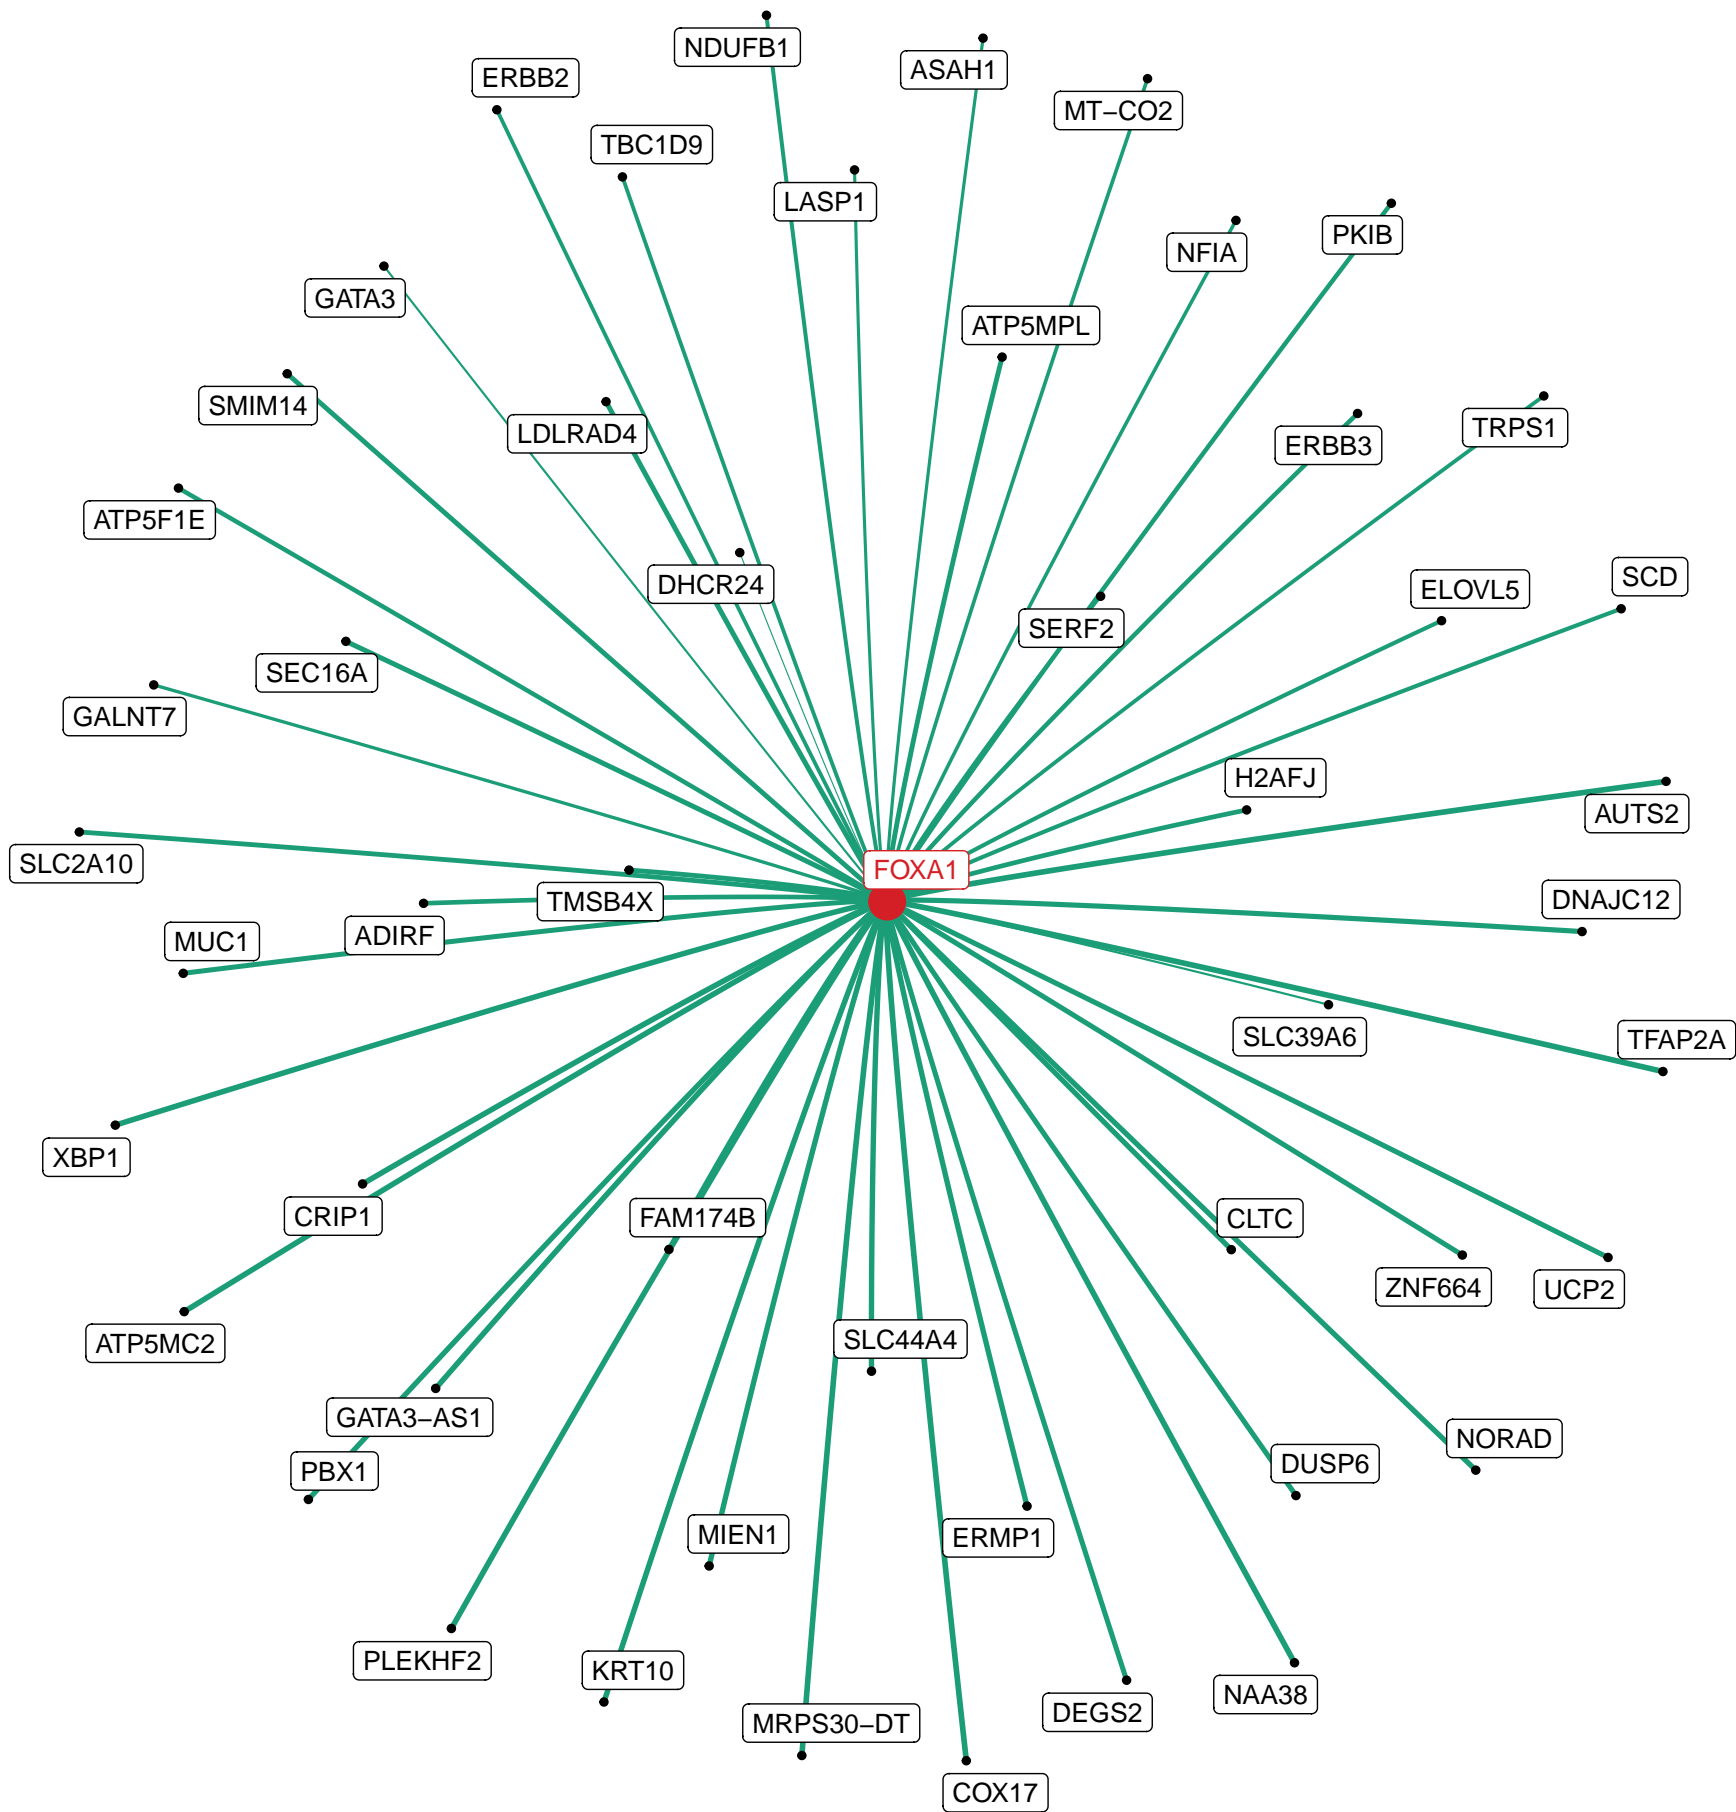 NDUFB1
ASAH1
ERBB2
MT−CO2
TBC1D9
LASP1
PKIB
NFIA
GATA3
ATP5MPL
SMIM14
TRPS1
LDLRAD4
ERBB3
ATP5F1E
SCD
DHCR24
ELOVL5
SERF2
SEC16A
GALNT7
H2AFJ
AUTS2
SLC2A10
FOXA1
DNAJC12
TMSB4X
ADIRF
MUC1
SLC39A6
TFAP2A
XBP1
CRIP1
FAM174B
CLTC
ZNF664
UCP2
ATP5MC2
SLC44A4
GATA3−AS1
NORAD
PBX1
DUSP6
MIEN1
ERMP1
PLEKHF2
KRT10
NAA38
DEGS2
MRPS30−DT
COX17